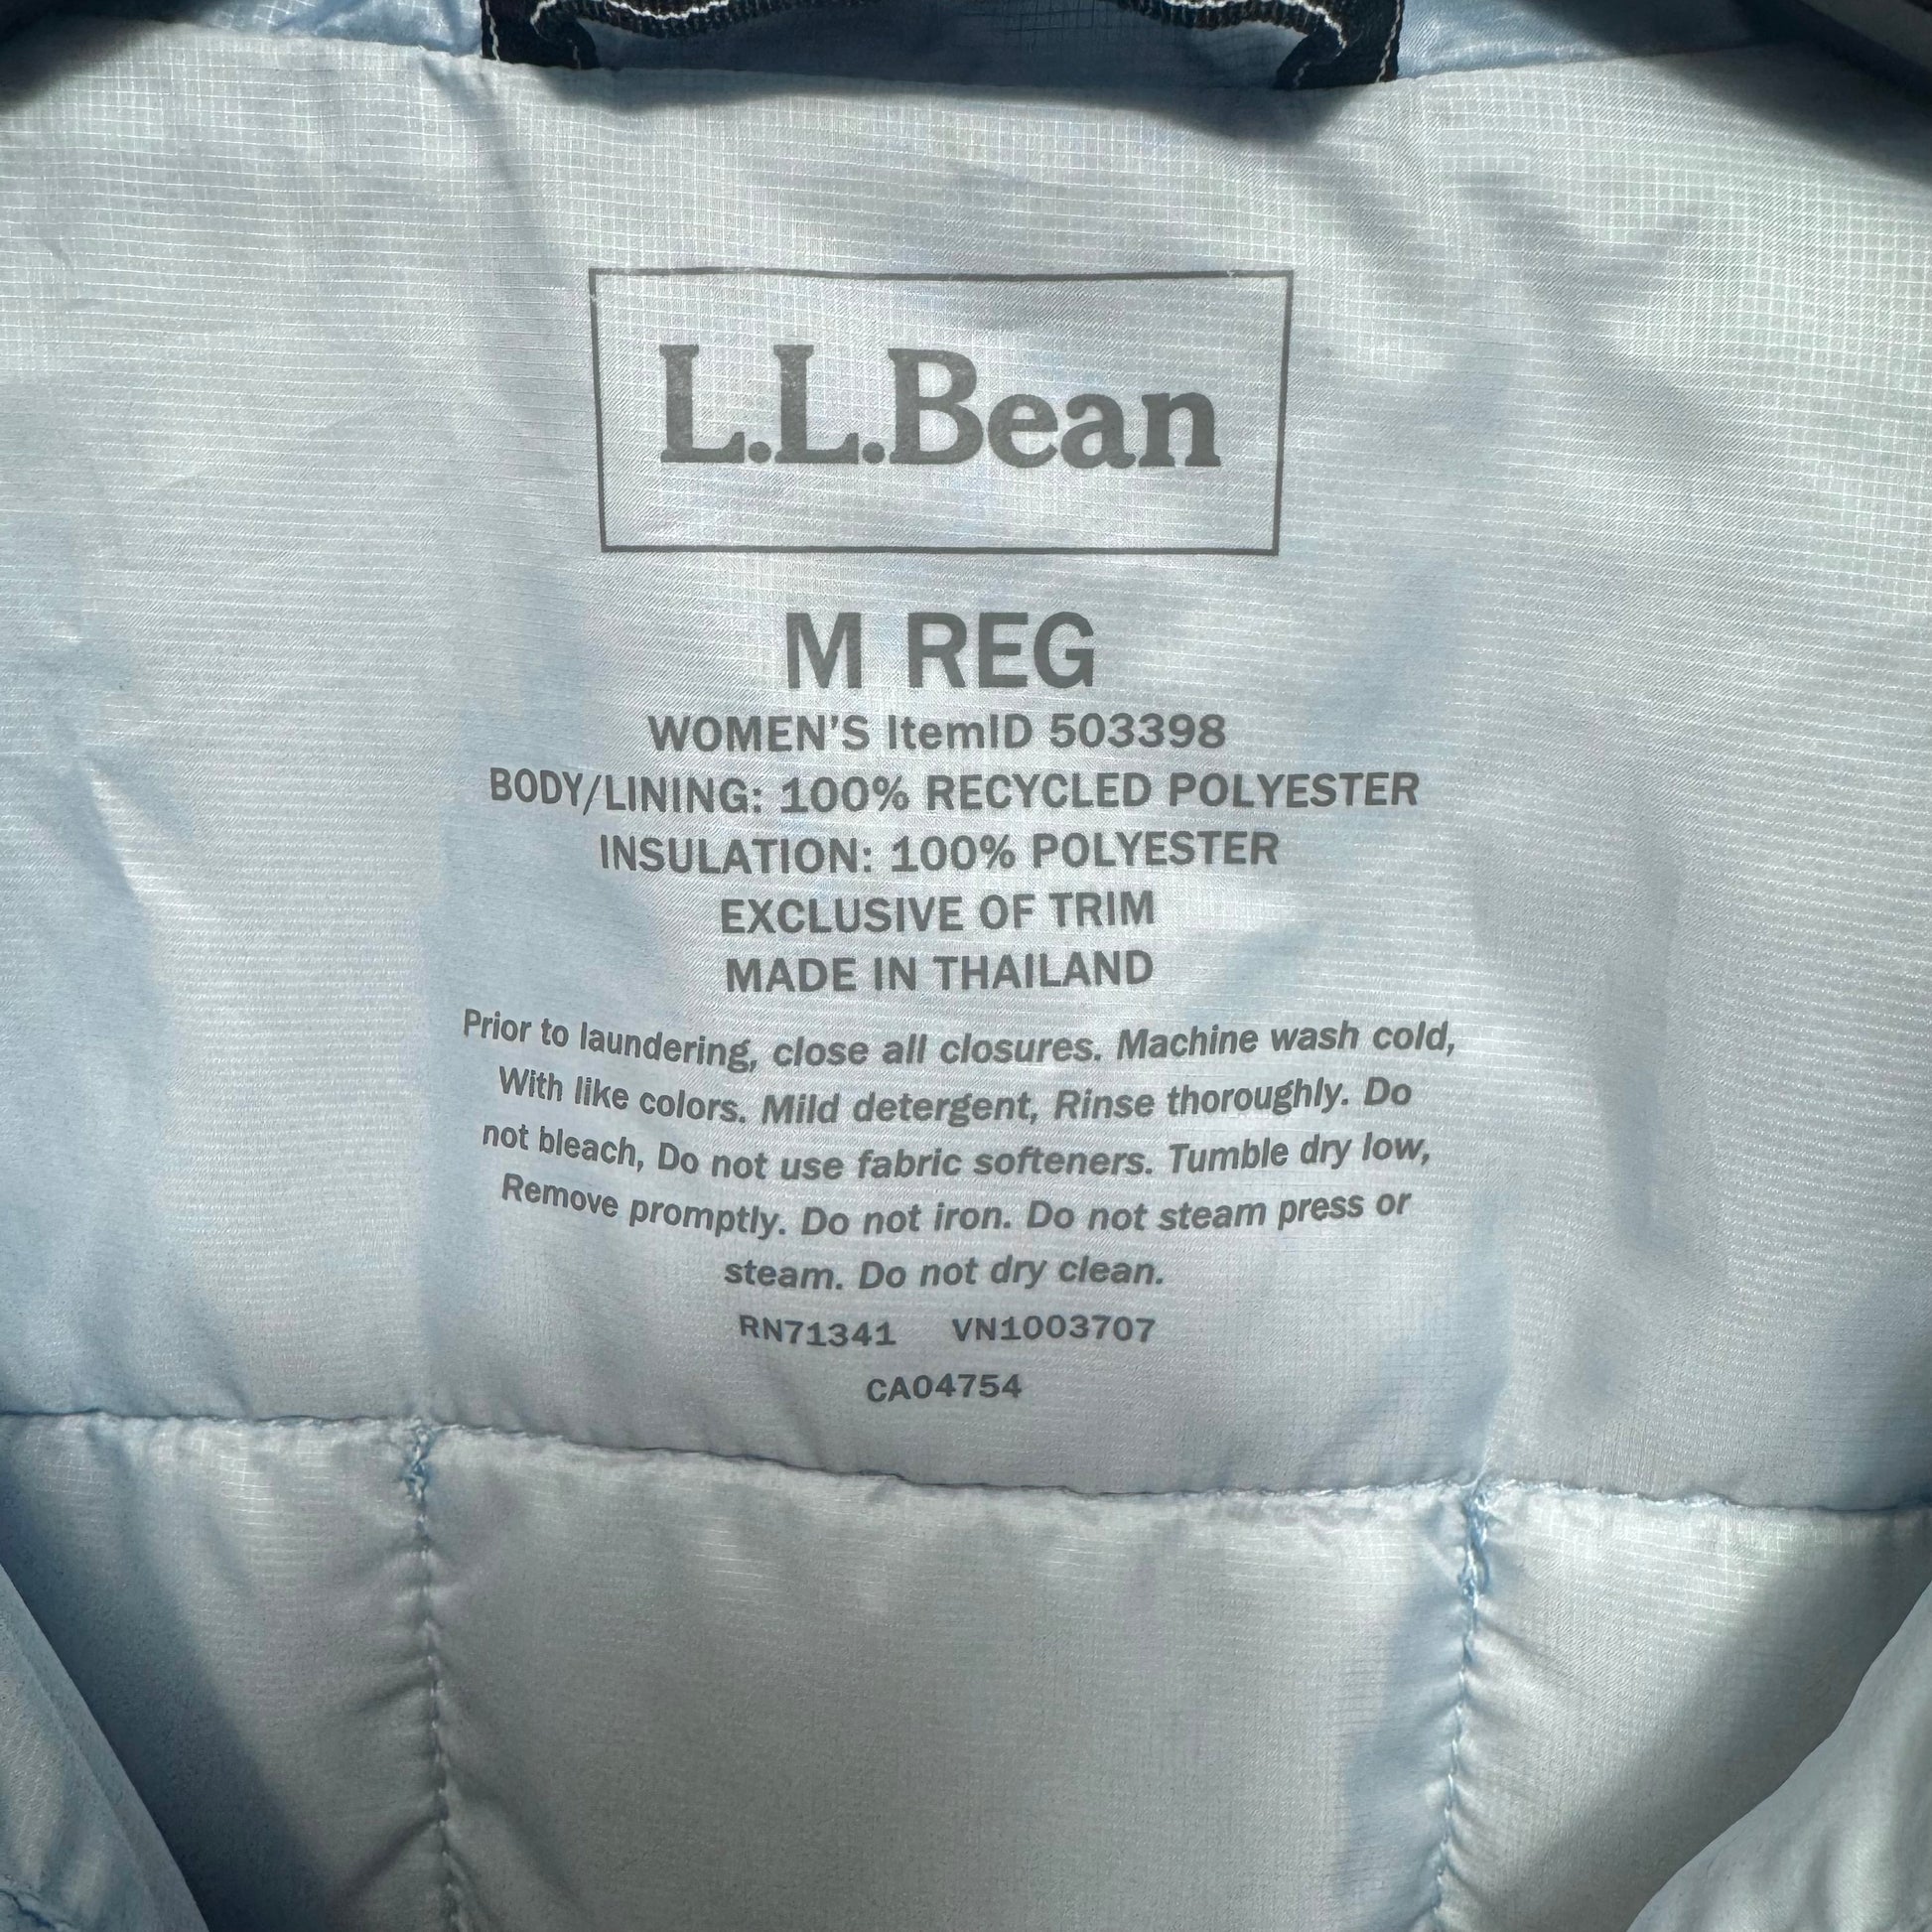 L.L.Bean
M REG
WOMEN'S ItemID 503398
BODY/LINING: 100% RECYCLED POLYESTER
INSULATION: 100% POLYESTER
EXCLUSIVE OF TRIM
MADE IN THAILAND
Prior to laundering, close all closures. Machine wash cold,
With like colors. Mild detergent, Rinse thoroughly. Do
not bleach, Do not use fabric softeners. Tumble dry low,
Remove promptly. Do not iron. Do not steam press or
steam. Do not dry clean.
RN71341 VN1003707
CA04754